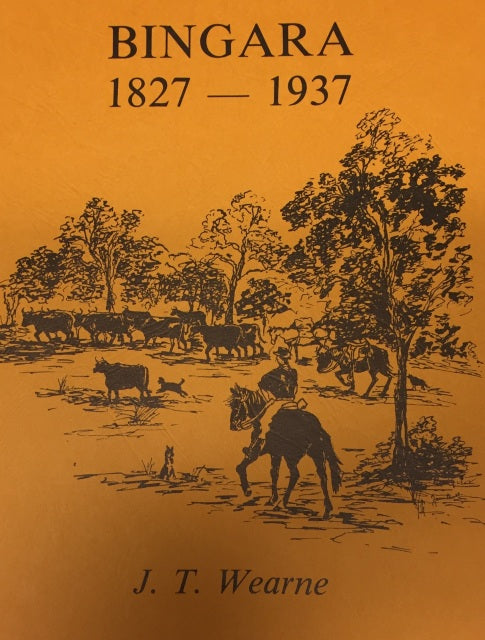 BINGARA
1827 — 1937
J. T. Wearne